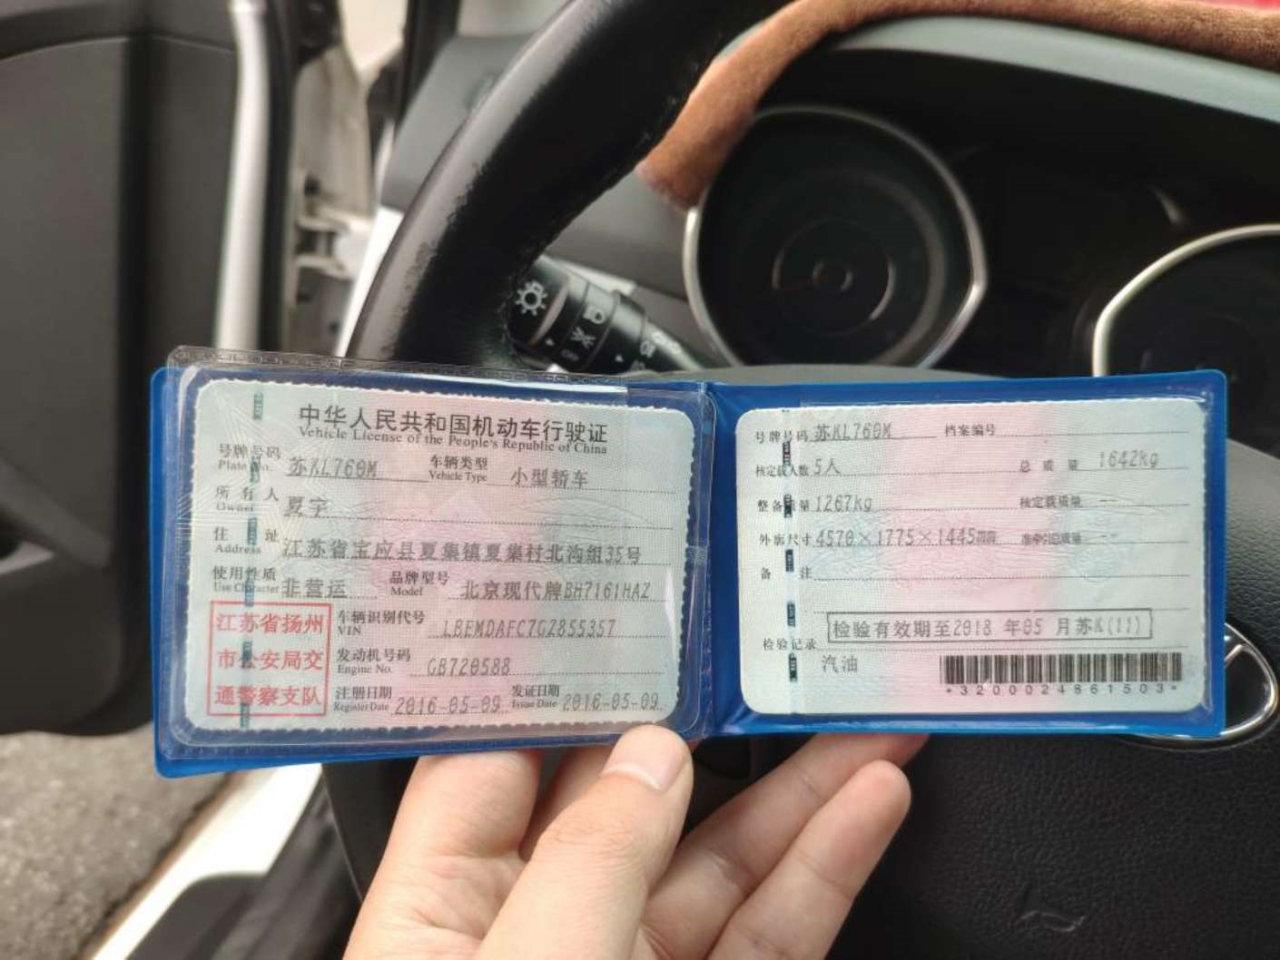 中华人民共和国机动车行驶证
Vehicle License of the People's Republic of China
号牌号码 Plate No. 苏KL760M 车辆类型 Vehicle Type 小型轿车
所有人 Owner 夏宇
住址 Address 江苏省宝应县夏集镇夏集村北沟组35号
使用性质 Use Character 非营运 品牌型号 Model 北京现代牌BH7161HAZ
江苏省扬州
市公安局交
通警察支队
车辆识别代号 VIN LBEMDAFC7GZ855357
发动机号码 Engine No. GB720588
注册日期 Register Date 2016-05-09 发证日期 Issue Date 2016-05-09
号牌号码 苏KL760M 档案编号
核定载人数 5人 总质量 1642kg
整备质量 1267kg 核定载质量 --
外廓尺寸 4570×1775×1445 准牵引总质量 --
备注
检验有效期至2018 年05 月苏K(11)
检验记录
汽油
*3200024861503*